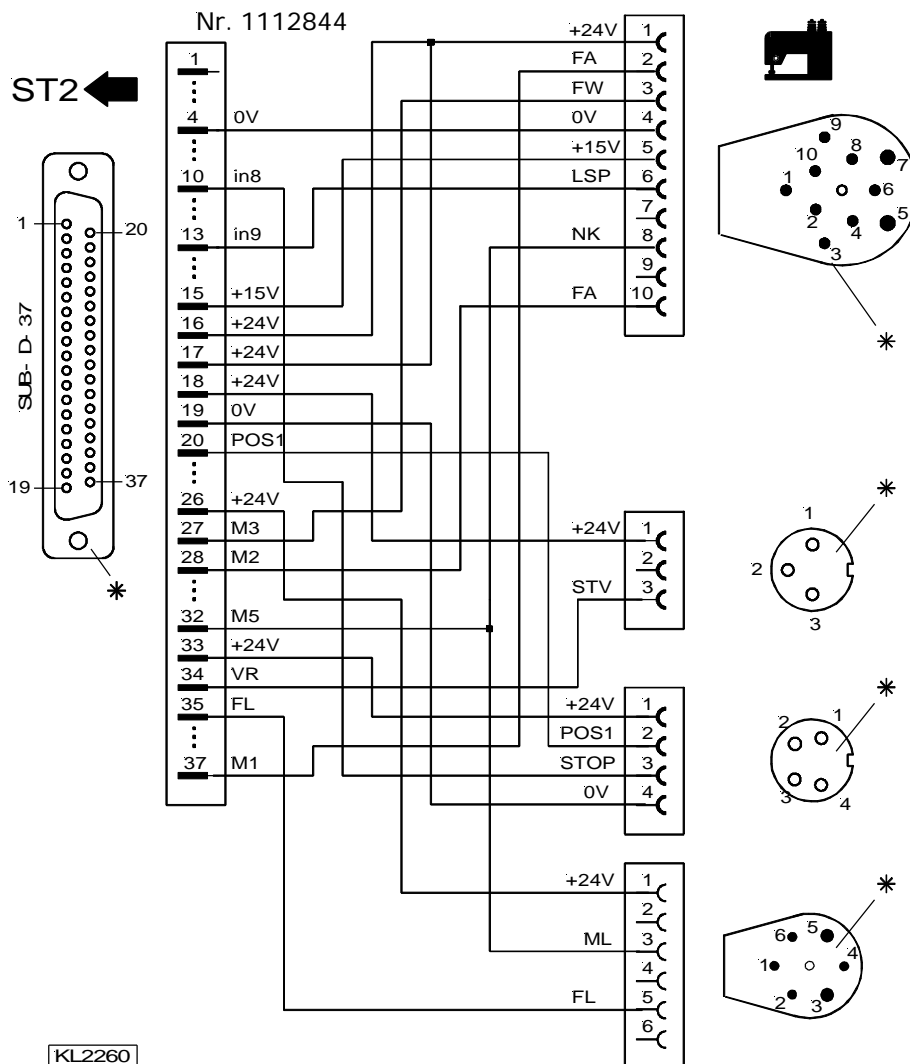 Nr. 1112844
ST2
1
20
19
37
SUB- D- 37
1
4 0V
10 in8
13 in9
15 +15V
16 +24V
17 +24V
18 +24V
19 0V
20 POS1
26 +24V
27 M3
28 M2
32 M5
33 +24V
34 VR
35 FL
37 M1
+24V 1
FA 2
FW 3
0V 4
+15V 5
LSP 6
7
NK 8
9
FA 10
9
10
8
7
1
6
2
4
5
3
+24V 1
2
STV 3
1
2
3
+24V 1
POS1 2
STOP 3
0V 4
2
1
3
4
+24V 1
2
ML 3
4
FL 5
6
6
5
4
1
2
3
KL2260